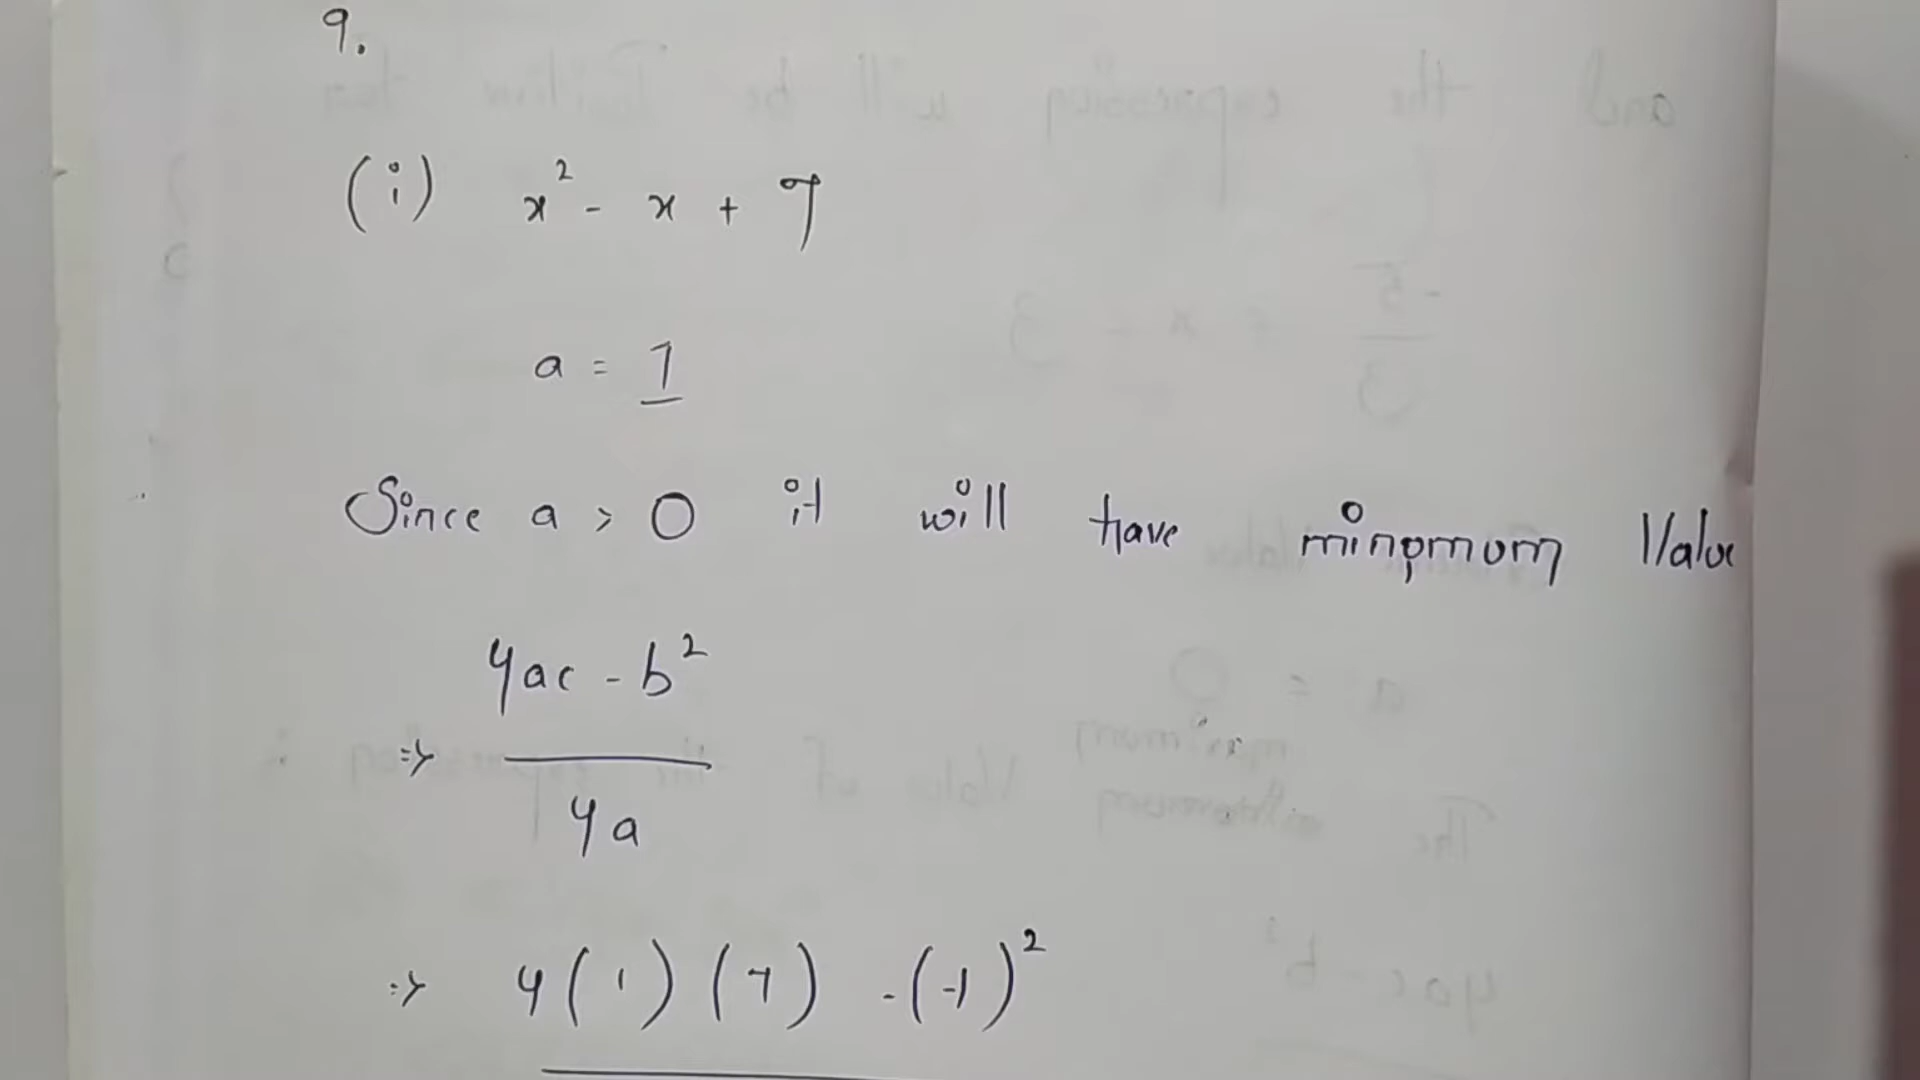 9.
(i) x² - x + 7
a = 1
Since a > 0 it will have minimum Value
4ac - b²
⇒ ―――
4a
⇒ 4(1)(7) - (-1)²